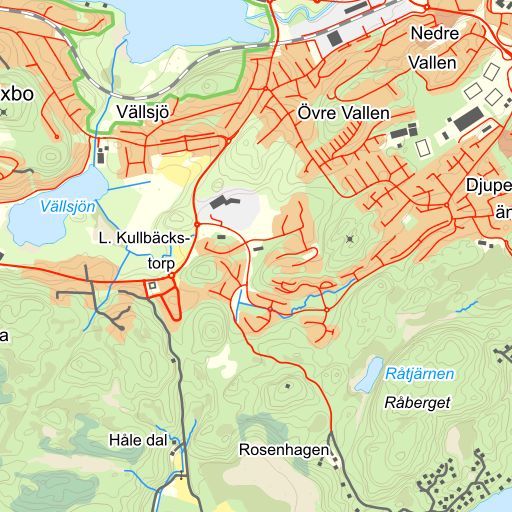 Nedre
Vallen
xbo
Vällsjö
Övre Vallen
Djupe
än
Vällsjön
L. Kullbäcks-
torp
a
Råtjärnen
Råberget
Håle dal
Rosenhagen